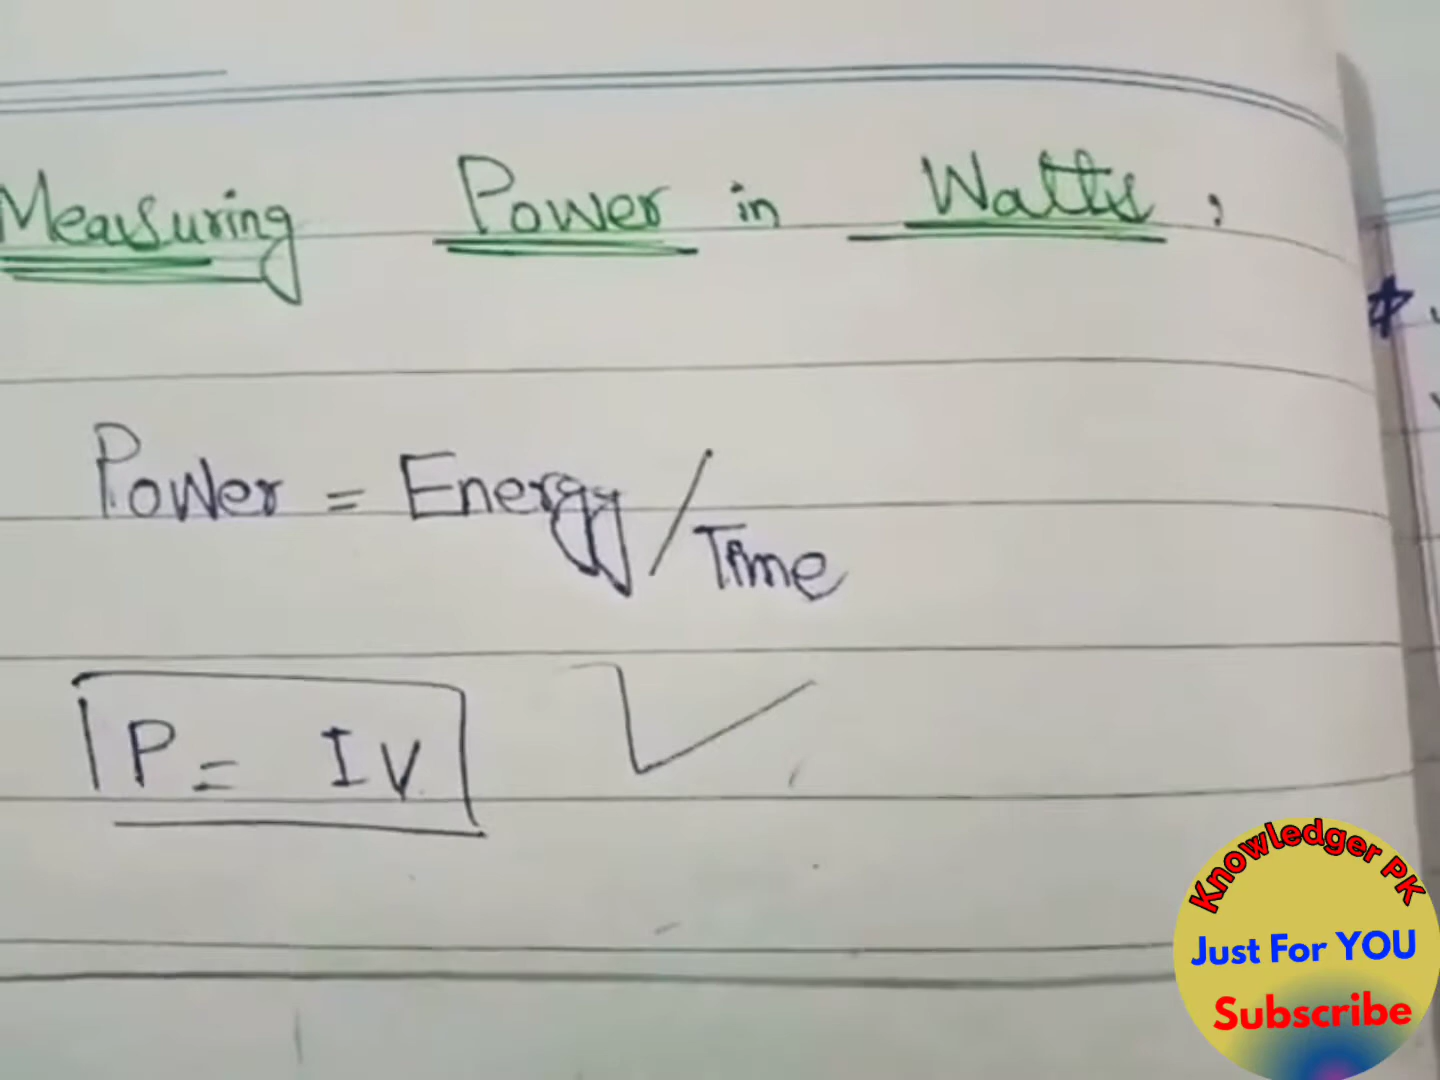 Measuring Power in Watts:
Power = Energy/Time
P = IV
Knowledger PK
Just For YOU
Subscribe